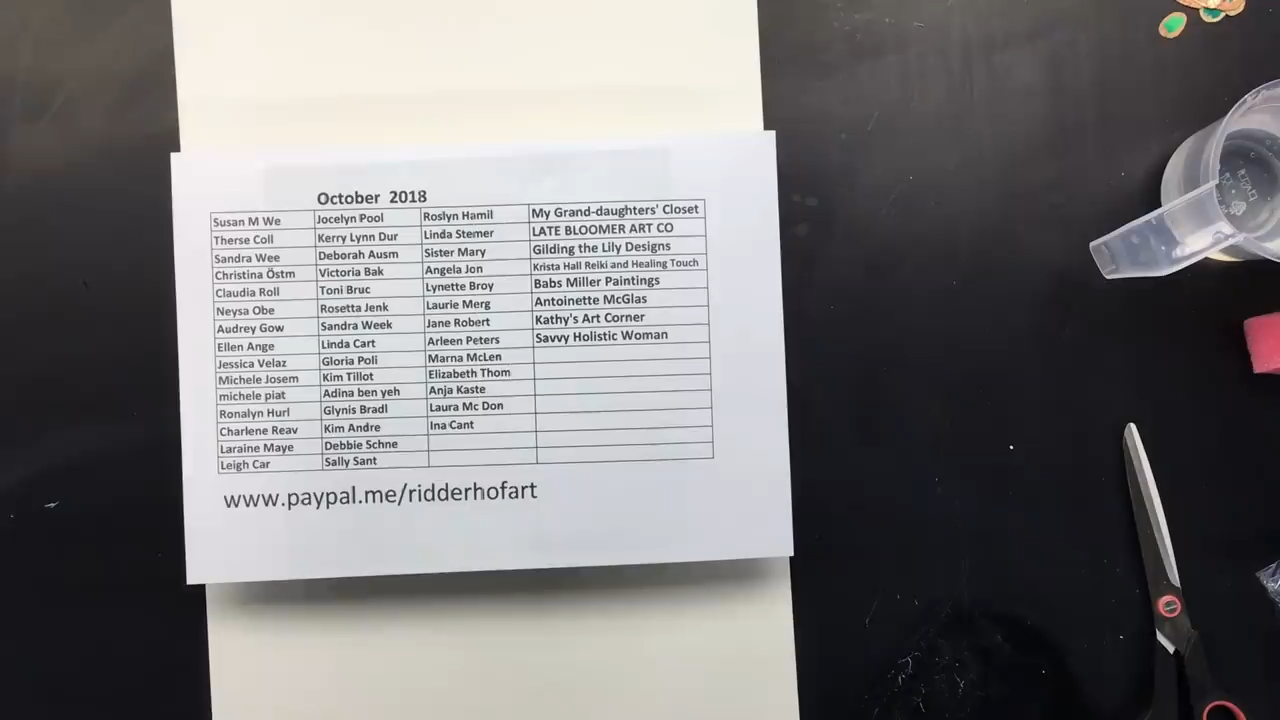 October 2018
Susan M We Jocelyn Pool Roslyn Hamil My Grand-daughters' Closet
Therse Coll Kerry Lynn Dur Linda Stemer LATE BLOOMER ART CO
Sandra Wee Deborah Ausm Sister Mary Gilding the Lily Designs
Christina Östm Victoria Bak Angela Jon Krista Hall Reiki and Healing Touch
Claudia Roll Toni Bruc Lynette Broy Babs Miller Paintings
Neysa Obe Rosetta Jenk Laurie Merg Antoinette McGlas
Audrey Gow Sandra Week Jane Robert Kathy's Art Corner
Ellen Ange Linda Cart Arleen Peters Savvy Holistic Woman
Jessica Velaz Gloria Poli Marna McLen
Michele Josem Kim Tillot Elizabeth Thom
michele piat Adina ben yeh Anja Kaste
Ronalyn Hurl Glynis Bradl Laura Mc Don
Charlene Reav Kim Andre Ina Cant
Laraine Maye Debbie Schne
Leigh Car Sally Sant
www.paypal.me/ridderhofart